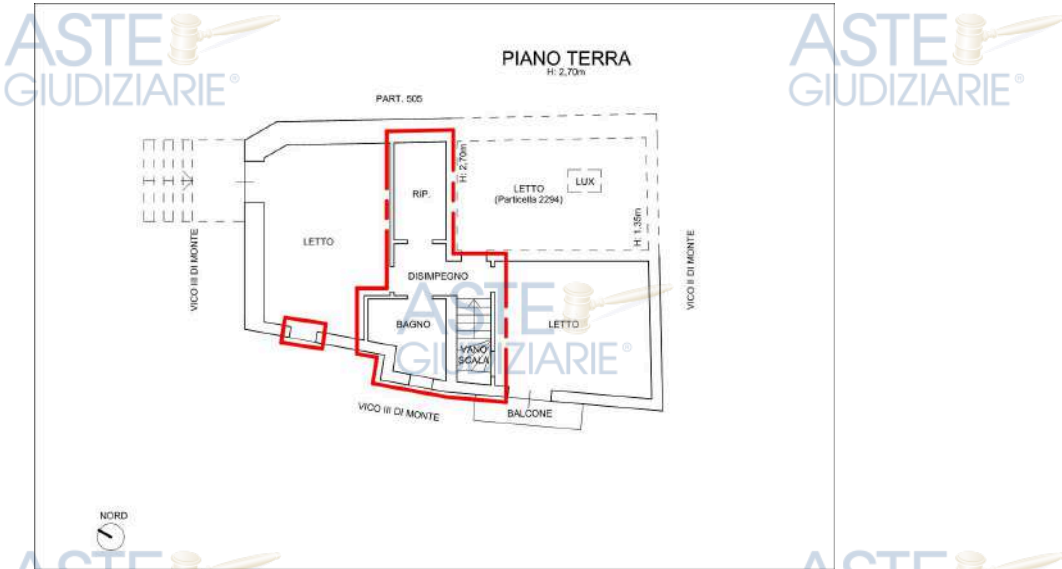 ASTE
GIUDIZIARIE®
ASTE
GIUDIZIARIE®
PIANO TERRA
H: 2,70m
PART. 505
H: 2,70m
RIP.
LETTO
(Particella 2294)
LUX
H: 1,35m
VICO III DI MONTE
LETTO
VICO II DI MONTE
DISIMPEGNO
ASTE
GIUDIZIARIE®
BAGNO
LETTO
VANO
SCALA
VICO III DI MONTE
BALCONE
NORD
ASTE
ASTE